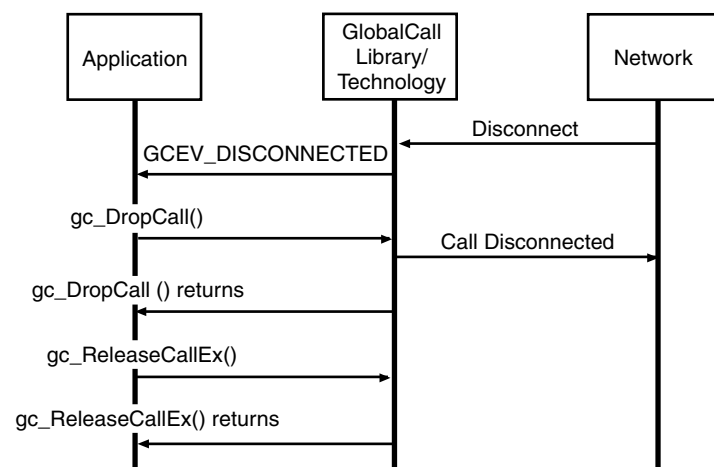 Application
GlobalCall
Library/
Technology
Network
Disconnect
GCEV_DISCONNECTED
gc_DropCall()
Call Disconnected
gc_DropCall () returns
gc_ReleaseCallEx()
gc_ReleaseCallEx() returns